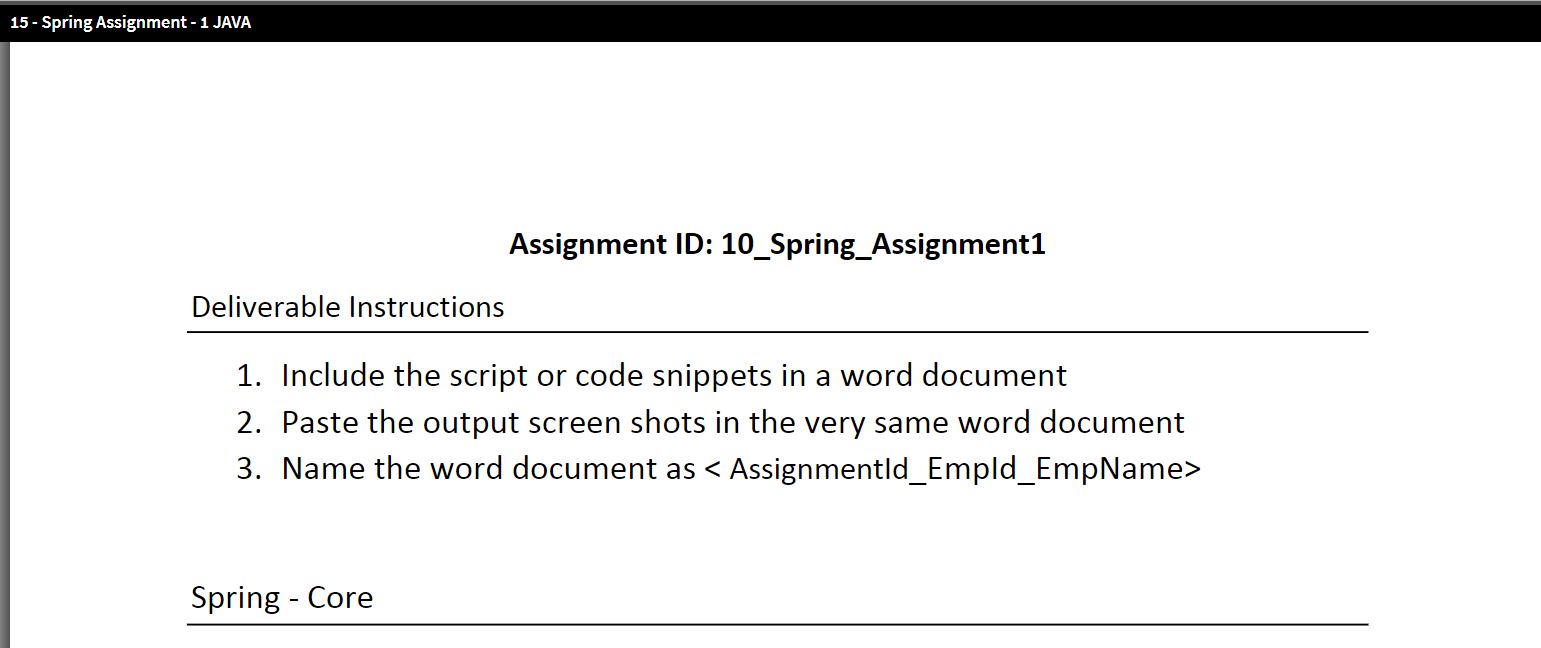 15 - Spring Assignment - 1 JAVA
Assignment ID: 10_Spring_Assignment1
Deliverable Instructions
1. Include the script or code snippets in a word document
2. Paste the output screen shots in the very same word document
3. Name the word document as < AssignmentId_EmpId_EmpName>
Spring - Core